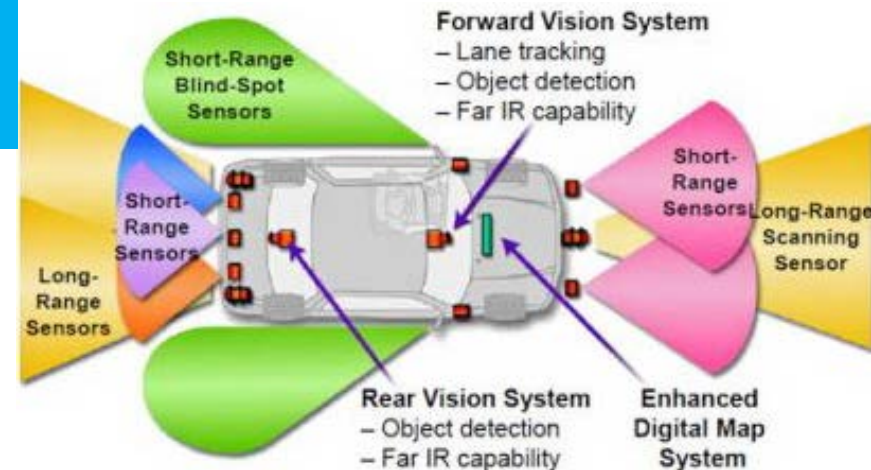 Forward Vision System
– Lane tracking
– Object detection
– Far IR capability
Short-Range
Blind-Spot
Sensors
Short-
Range
Sensors
Long-
Range
Sensors
Short-
Range
Sensors
Long-Range
Scanning
Sensor
Rear Vision System
– Object detection
– Far IR capability
Enhanced
Digital Map
System